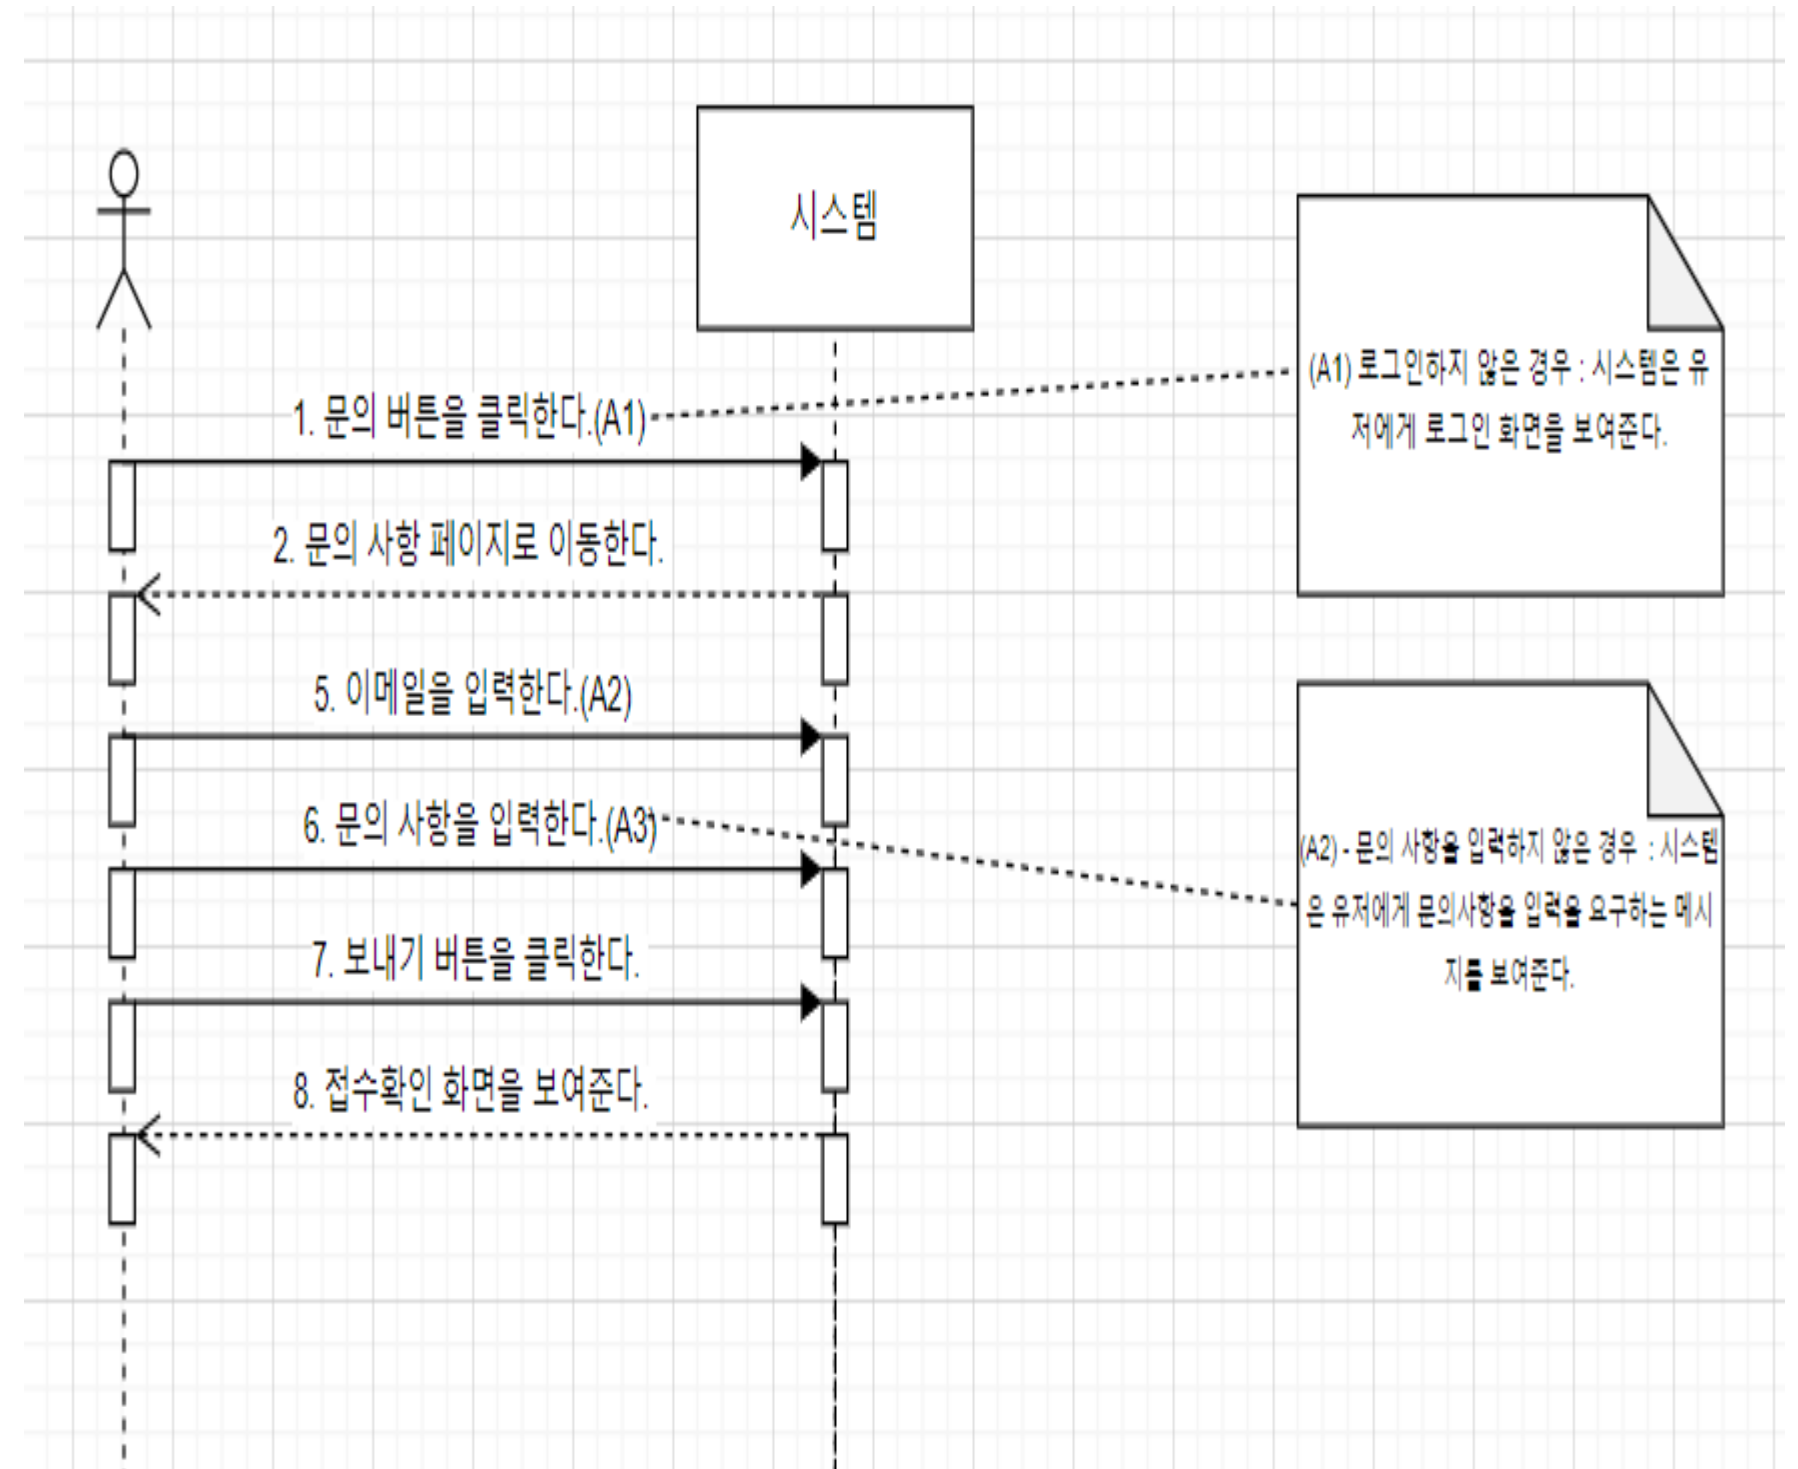 시스템
1. 문의 버튼을 클릭한다.(A1)
2. 문의 사항 페이지로 이동한다.
5. 이메일을 입력한다.(A2)
6. 문의 사항을 입력한다.(A3)
7. 보내기 버튼을 클릭한다.
8. 접수확인 화면을 보여준다.
(A1) 로그인하지 않은 경우 : 시스템은 유
저에게 로그인 화면을 보여준다.
(A2) - 문의 사항을 입력하지 않은 경우 : 시스템
은 유저에게 문의사항을 입력을 요구하는 메시
지를 보여준다.